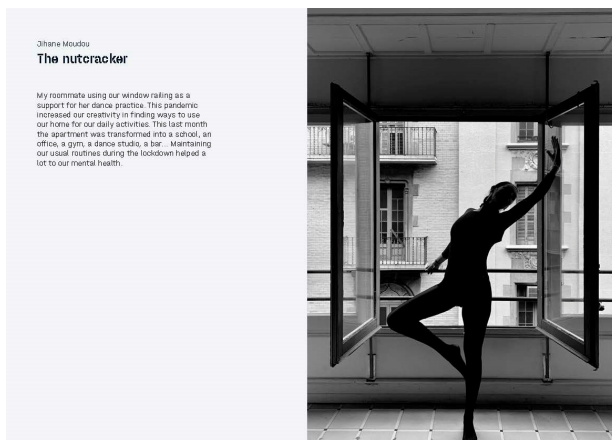 Jihane Moudou
The nutcracker
My roommate using our window railing as a
support for her dance practice. This pandemic
increased our creativity in finding ways to use
our home for our daily activities. This last month
the apartment was transformed into a school, an
office, a gym, a dance studio, a bar... Maintaining
our usual routines during the lockdown helped a
lot to our mental health.